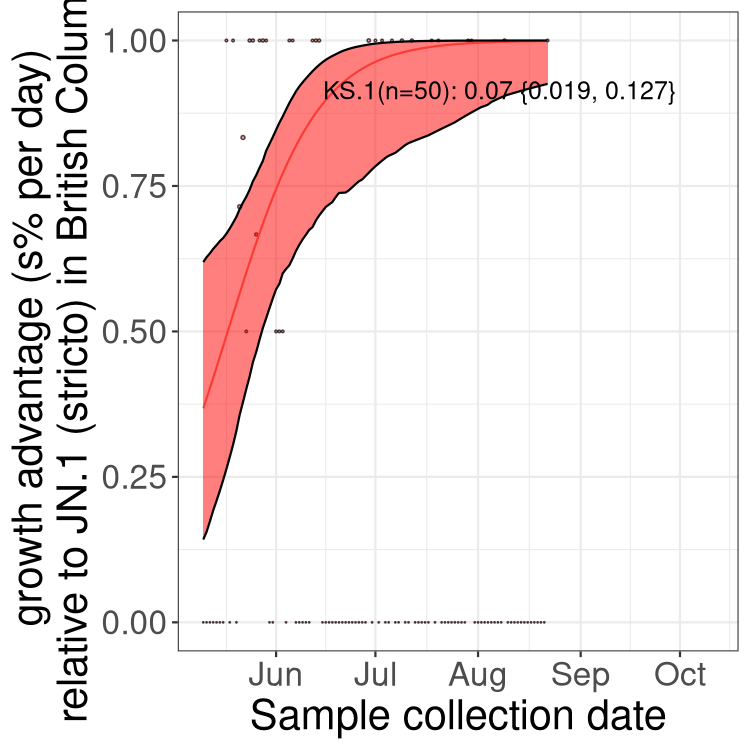 growth advantage (s% per day)
relative to JN.1 (stricto) in British Colum
1.00
0.75
0.50
0.25
0.00
KS.1(n=50): 0.07 {0.019, 0.127}
Jun Jul Aug Sep Oct
Sample collection date